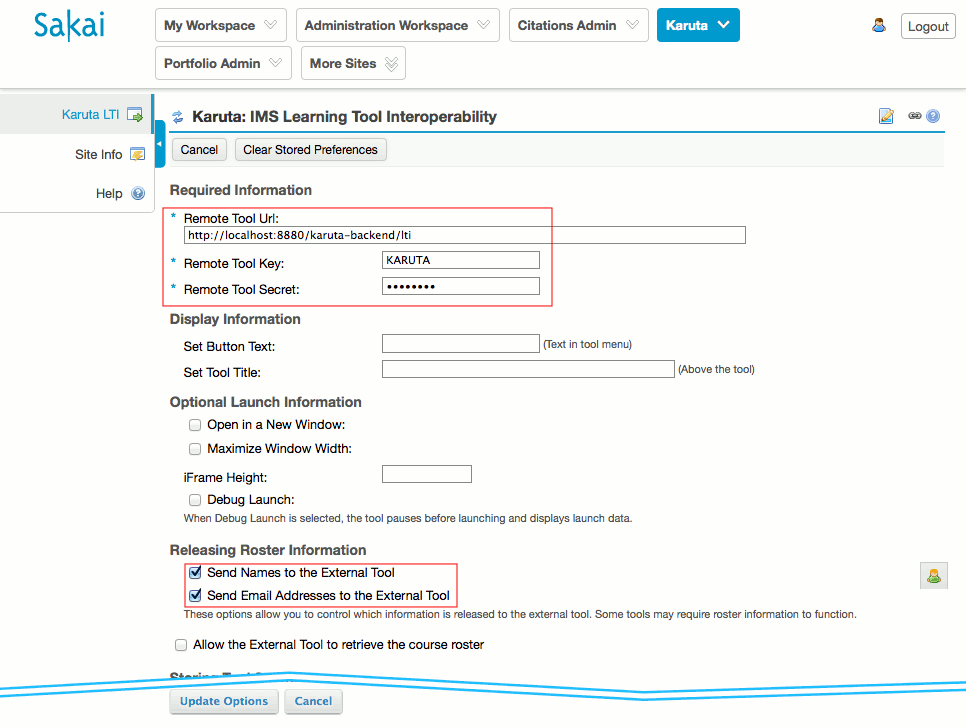 Sakai
My Workspace
Administration Workspace
Citations Admin
Karuta
Logout
Portfolio Admin
More Sites
Karuta LTI
Site Info
Help
Karuta: IMS Learning Tool Interoperability
Cancel
Clear Stored Preferences
Required Information
* Remote Tool Url:
http://localhost:8880/karuta-backend/lti
* Remote Tool Key: KARUTA
* Remote Tool Secret: ••••••••
Display Information
Set Button Text: (Text in tool menu)
Set Tool Title: (Above the tool)
Optional Launch Information
Open in a New Window:
Maximize Window Width:
iFrame Height:
Debug Launch:
When Debug Launch is selected, the tool pauses before launching and displays launch data.
Releasing Roster Information
Send Names to the External Tool
Send Email Addresses to the External Tool
These options allow you to control which information is released to the external tool. Some tools may require roster information to function.
Allow the External Tool to retrieve the course roster
Update Options
Cancel